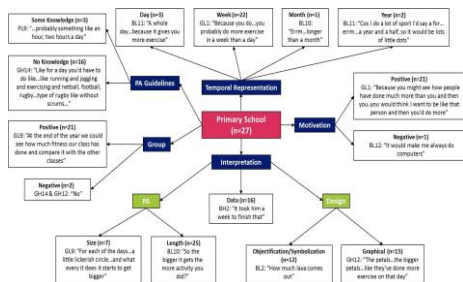 Some Knowledge (n=3)
PL9: "...probably something like
an hour, two hours a day"
Day (n=3)
BL11: "A whole
day...because it gives you
more exercise"
Week (n=22)
GL1: "Because you do...you
probably do more exercise
in a week than a day"
Month (n=1)
BL10:
"Errm...longer
than a month"
Year (n=2)
BL11: "Cos I do a lot of sport I'd say a for...
errm...a year and a half, so it would be lots
of little dots"
No Knowledge (n=16)
GH14: "Like for a day you'd have to
do like...like running and jogging
and exercising and netball, football,
rugby...type of rugby like without
scrums..."
PA Guidelines
Temporal Representation
Positive (n=21)
GL1: "Because you might see how people
have done much more than you and then
you..you would think I want to be like
that person and then you'd do more"
Primary School
(n=27)
Motivation
Positive (n=21)
GL9: "At the end of the year we could
see how much fitness our class has
done and compare it with the other
classes"
Group
Negative (n=1)
BL12: "It would make me always do
computers"
Interpretation
Negative (n=2)
GH14 & GH12: "No"
PA
Data (n=16)
BH2: "It took him a
week to finish that"
Design
Size (n=7)
GL9: "For each of the days...a
little lickerish circle...and what
every it does it starts to get
bigger"
Length (n=25)
BL10: "So the
bigger it gets the
more activity you
did?"
Objectification/Symbolization
(n=12)
BL2: "How much lava comes
out"
Graphical (n=15)
GH12: "The petals...the bigger
petals...like they've done more
exercise on that day"